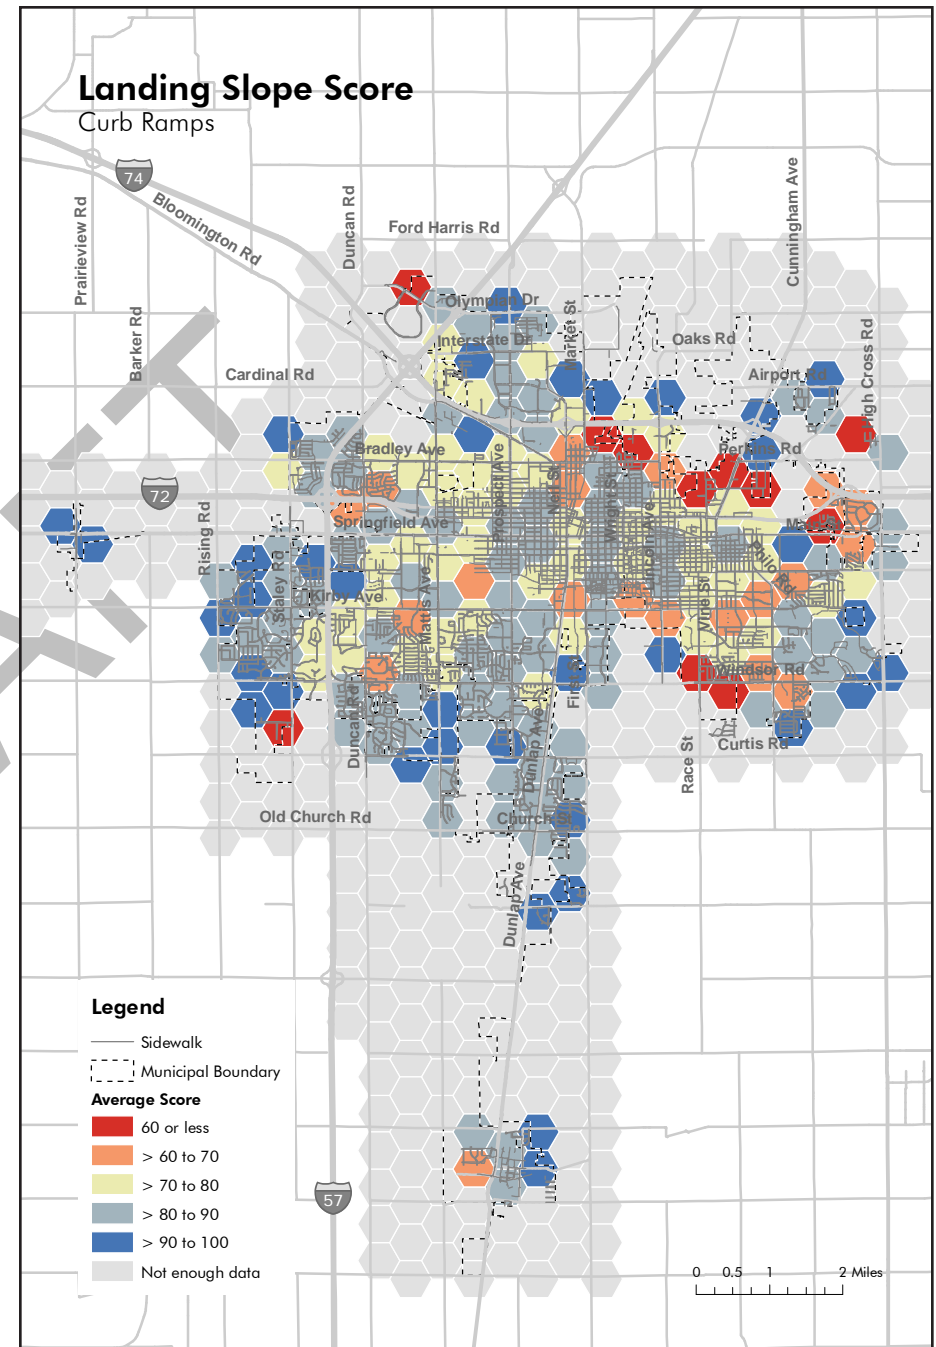 Landing Slope Score
Curb Ramps
74
Bloomington Rd
Prairieview Rd
Duncan Rd
Ford Harris Rd
Cunningham Ave
Barker Rd
Olympian Dr
Market St
Interstate Dr
Oaks Rd
High Cross Rd
Cardinal Rd
Airport Rd
Bradley Ave
Prospect Ave
Neil St
Wright St
Perkins Rd
72
Rising Rd
Springfield Ave
Lincoln Ave
Staley Rd
Kirby Ave
Mattis Ave
Vine St
Philo Rd
Windsor Rd
First St
Duncan Rd
Dunlap Ave
Race St
Curtis Rd
Old Church Rd
Church St
Dunlap Ave
Legend
Sidewalk
Municipal Boundary
Average Score
60 or less
> 60 to 70
> 70 to 80
> 80 to 90
> 90 to 100
Not enough data
57
0 0.5 1 2 Miles